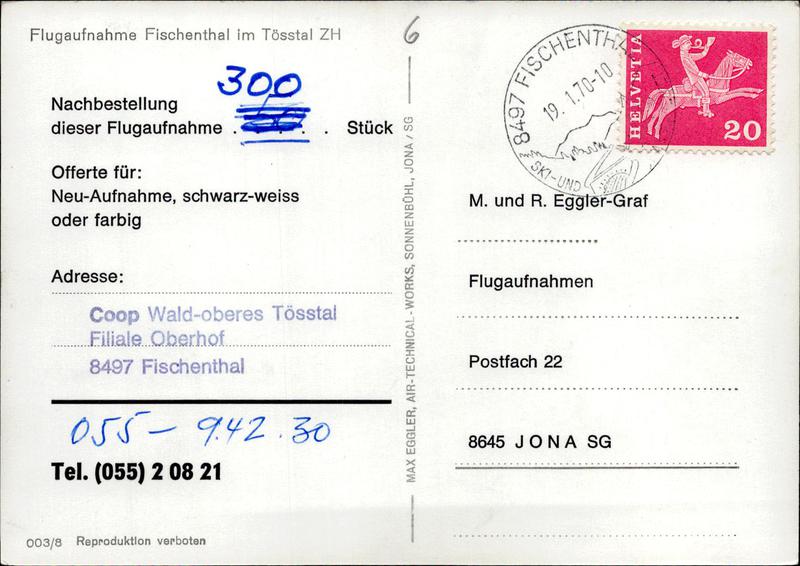 Flugaufnahme Fischenthal im Tösstal ZH
6
300
Nachbestellung
dieser Flugaufnahme . . . Stück
Offerte für:
Neu-Aufnahme, schwarz-weiss
oder farbig
Adresse:
Coop Wald-oberes Tösstal
Filiale Oberhof
8497 Fischenthal
055 - 9.42.30
Tel. (055) 2 08 21
003/8 Reproduktion verboten
MAX EGGLER, AIR-TECHNICAL-WORKS, SONNENBÜHL, JONA / SG
8497 FISCHENTHA
19.1.70-10
SKI-UND
HELVETIA
20
M. und R. Eggler-Graf
Flugaufnahmen
Postfach 22
8645 JONA SG